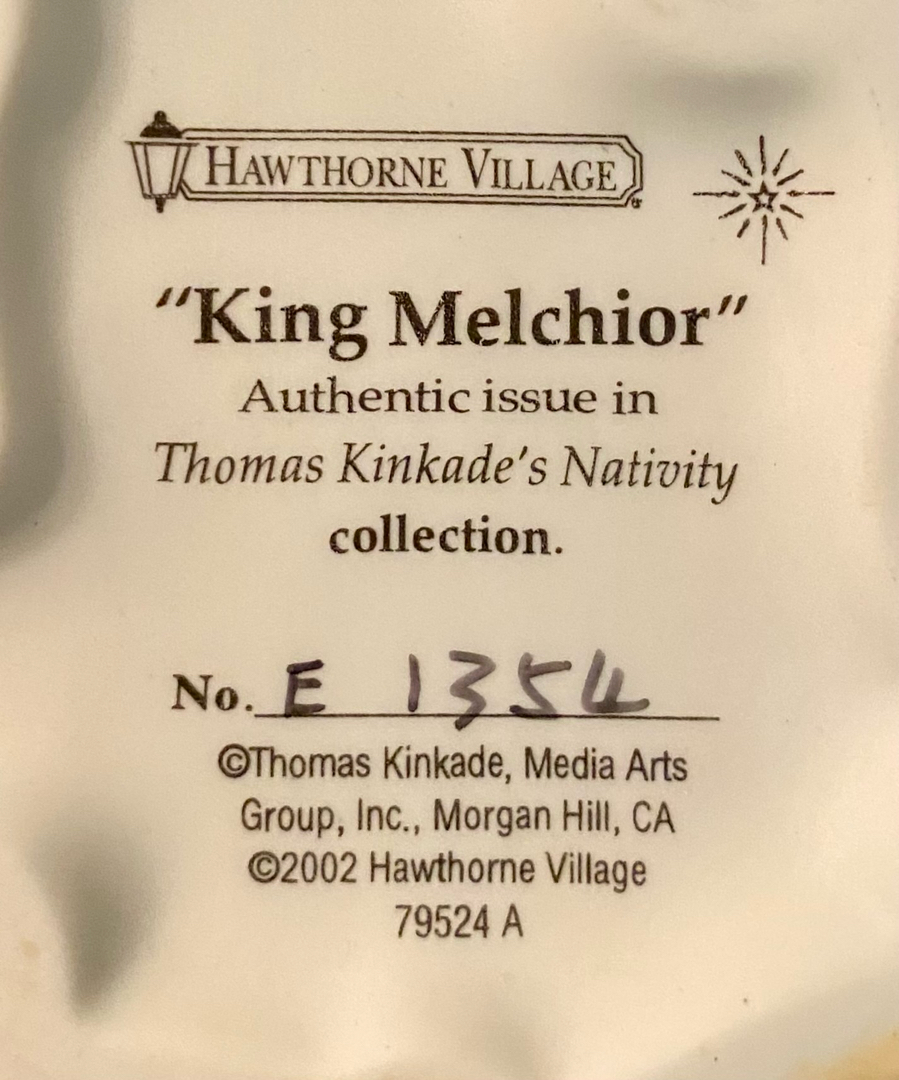 HAWTHORNE VILLAGE
“King Melchior”
Authentic issue in
Thomas Kinkade's Nativity
collection.
No. E 1354
©Thomas Kinkade, Media Arts
Group, Inc., Morgan Hill, CA
©2002 Hawthorne Village
79524 A